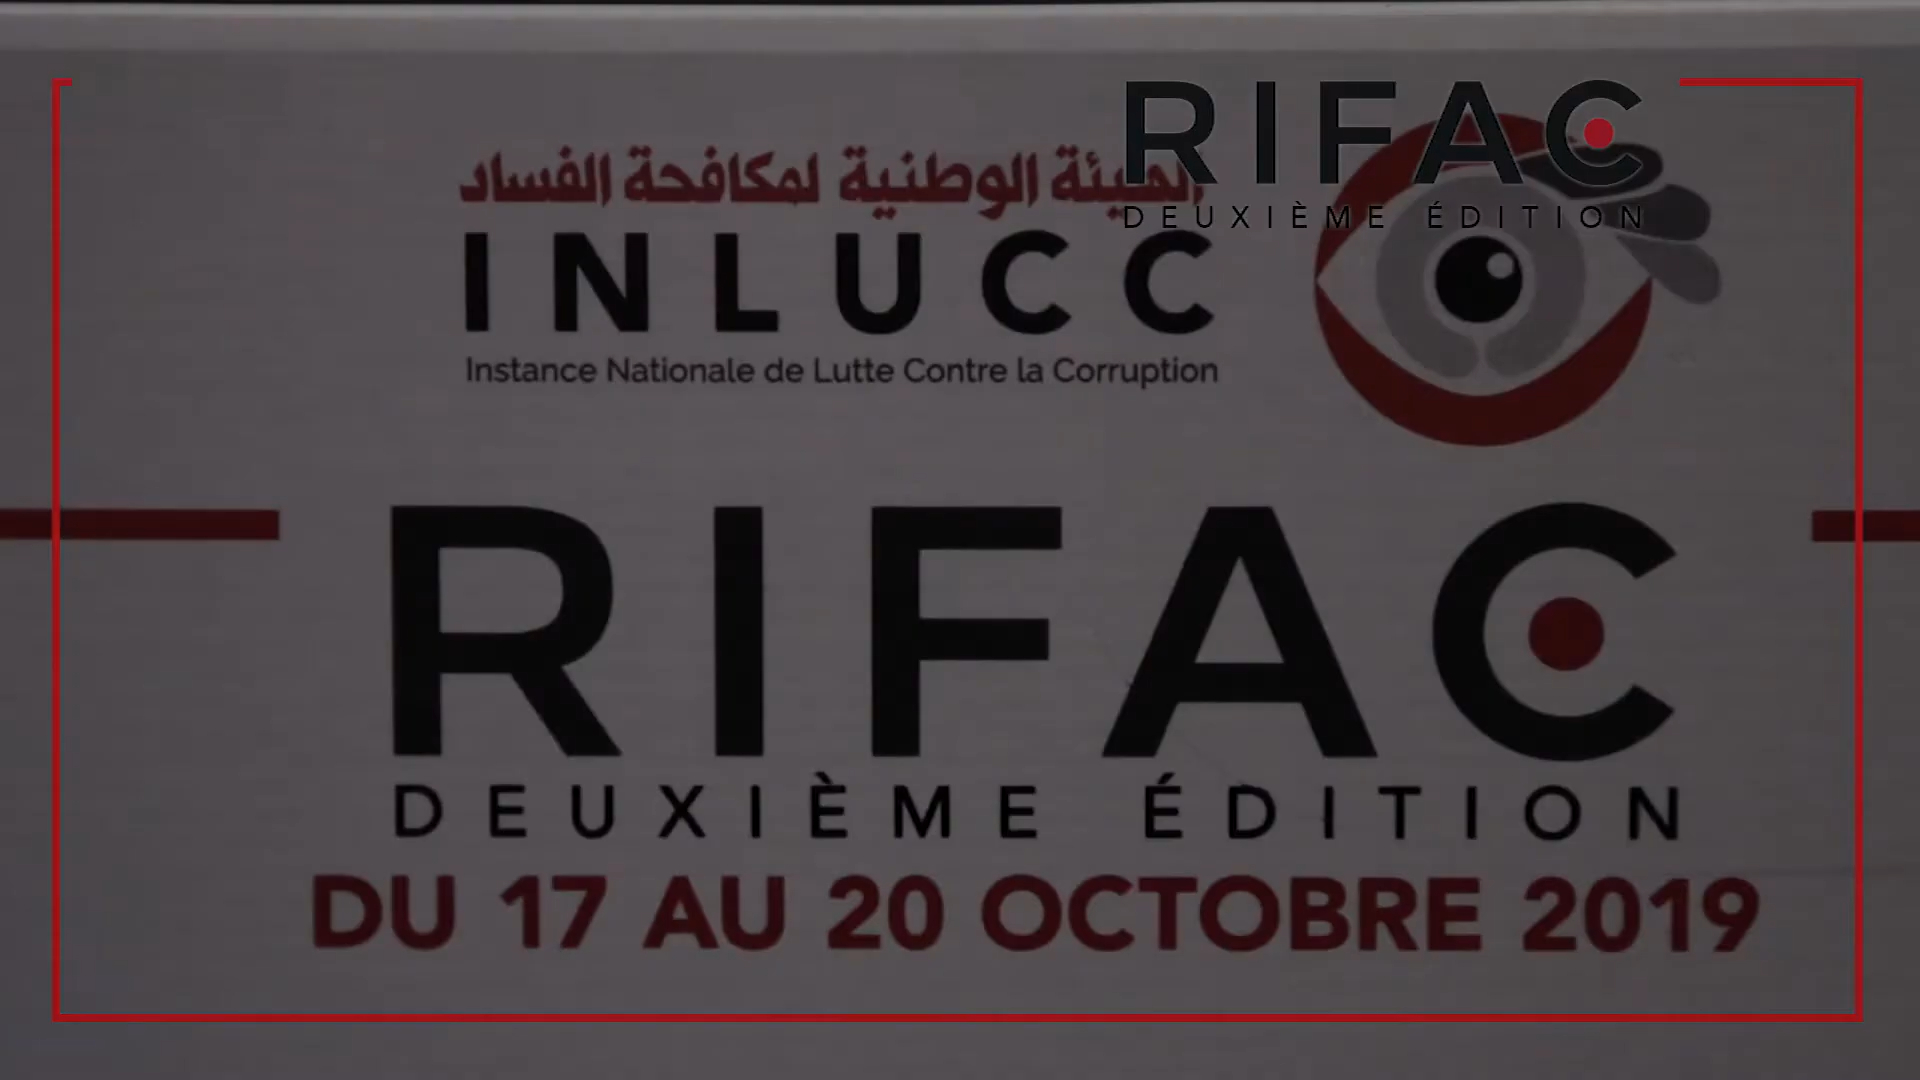 RIFAC
DEUXIÈME ÉDITION
الهيئة الوطنية لمكافحة الفساد
INLUCC
Instance Nationale de Lutte Contre la Corruption
RIFAC
DEUXIÈME ÉDITION
DU 17 AU 20 OCTOBRE 2019